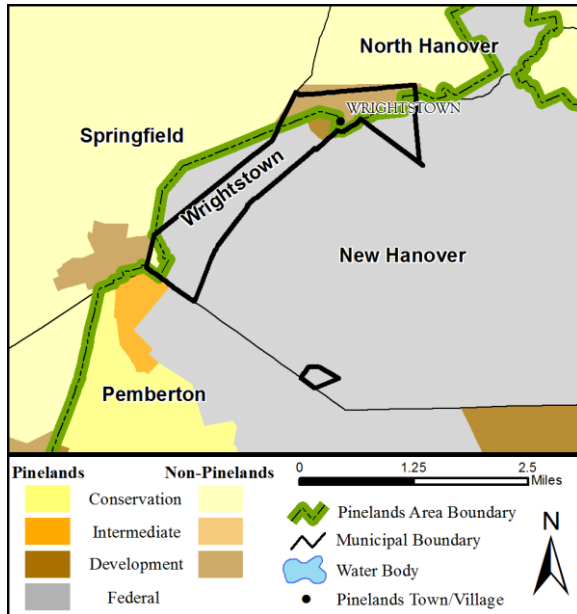 North Hanover
WRIGHTSTOWN
Springfield
Wrightstown
New Hanover
Pemberton
Pinelands
Non-Pinelands
Conservation
Intermediate
Development
Federal
0 1.25 2.5
Miles
Pinelands Area Boundary
Municipal Boundary
Water Body
Pinelands Town/Village
N